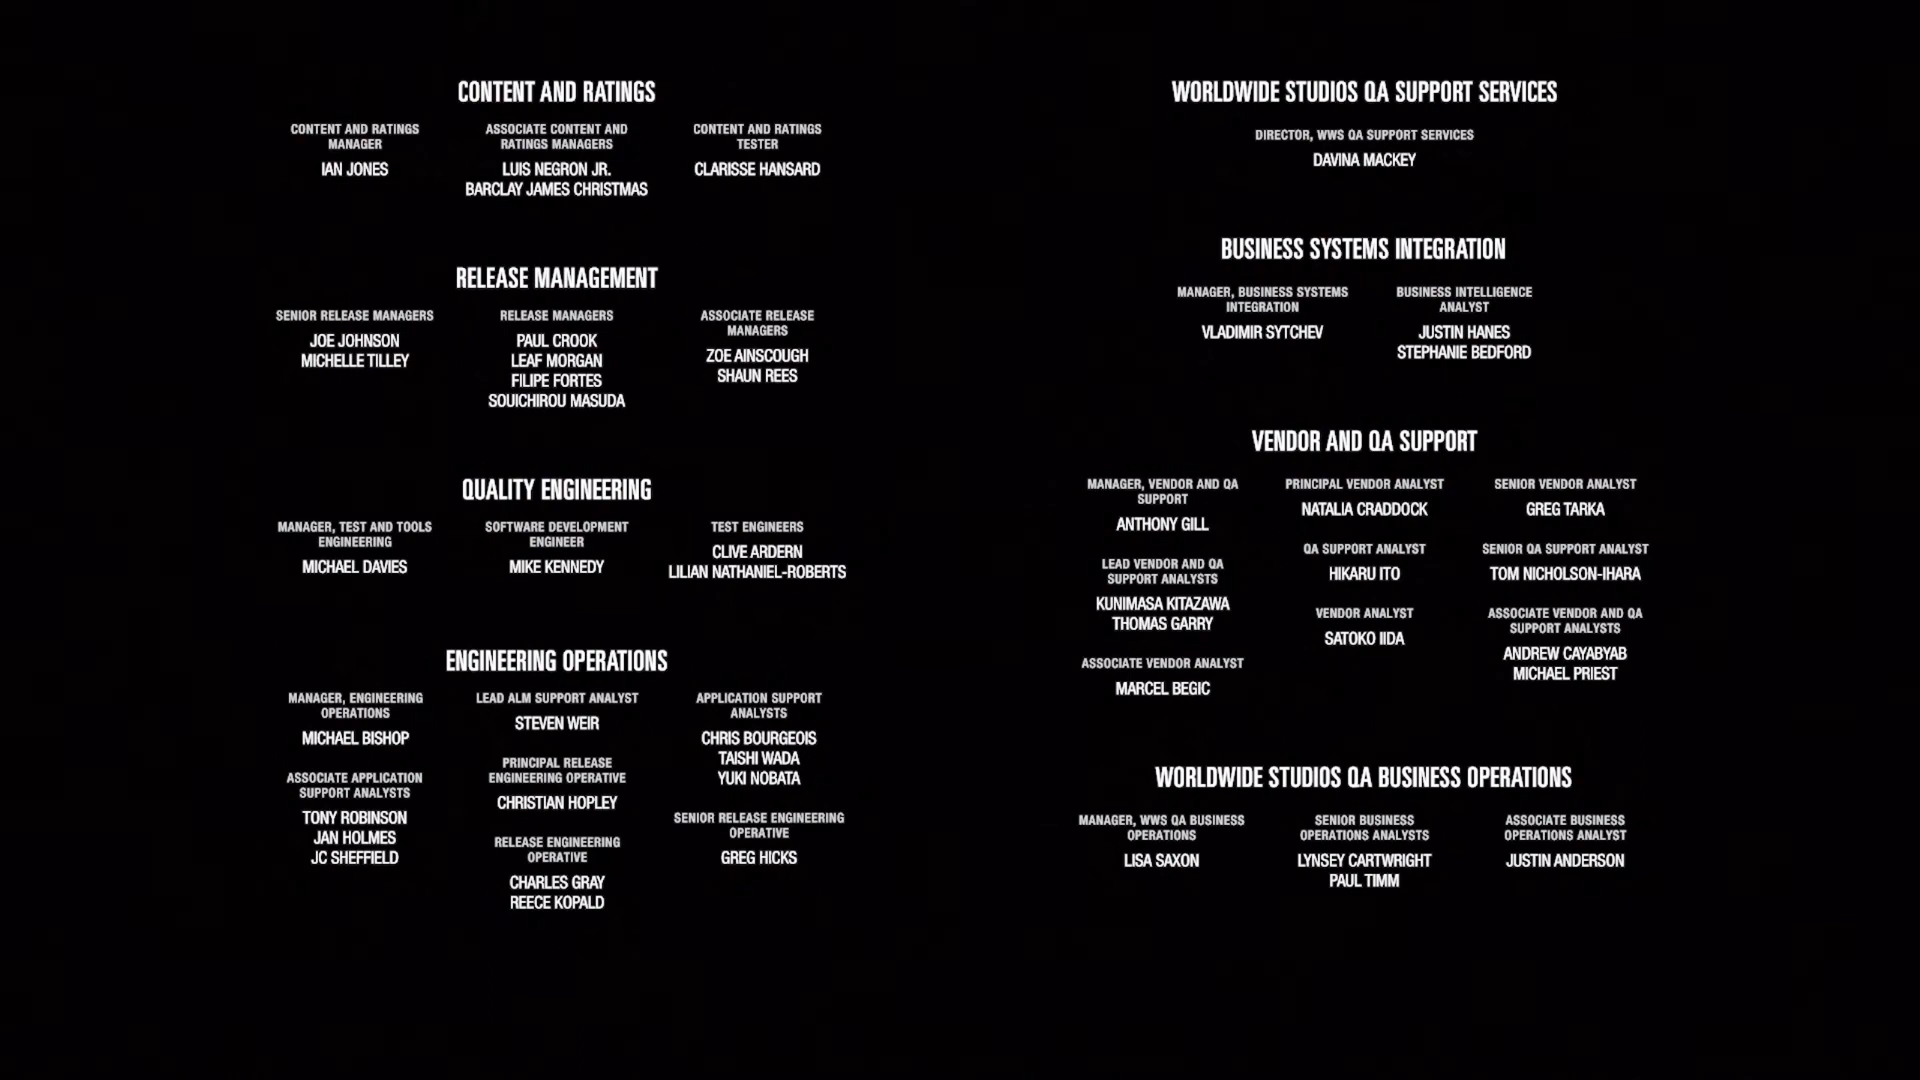 CONTENT AND RATINGS
CONTENT AND RATINGS
MANAGER
IAN JONES
ASSOCIATE CONTENT AND
RATINGS MANAGERS
LUIS NEGRON JR.
BARCLAY JAMES CHRISTMAS
CONTENT AND RATINGS
TESTER
CLARISSE HANSARD
RELEASE MANAGEMENT
SENIOR RELEASE MANAGERS
JOE JOHNSON
MICHELLE TILLEY
RELEASE MANAGERS
PAUL CROOK
LEAF MORGAN
FILIPE FORTES
SOUICHIROU MASUDA
ASSOCIATE RELEASE
MANAGERS
ZOE AINSCOUGH
SHAUN REES
QUALITY ENGINEERING
MANAGER, TEST AND TOOLS
ENGINEERING
MICHAEL DAVIES
SOFTWARE DEVELOPMENT
ENGINEER
MIKE KENNEDY
TEST ENGINEERS
CLIVE ARDERN
LILIAN NATHANIEL-ROBERTS
ENGINEERING OPERATIONS
MANAGER, ENGINEERING
OPERATIONS
MICHAEL BISHOP
ASSOCIATE APPLICATION
SUPPORT ANALYSTS
TONY ROBINSON
JAN HOLMES
JC SHEFFIELD
LEAD ALM SUPPORT ANALYST
STEVEN WEIR
PRINCIPAL RELEASE
ENGINEERING OPERATIVE
CHRISTIAN HOPLEY
RELEASE ENGINEERING
OPERATIVE
CHARLES GRAY
REECE KOPALD
APPLICATION SUPPORT
ANALYSTS
CHRIS BOURGEOIS
TAISHI WADA
YUKI NOBATA
SENIOR RELEASE ENGINEERING
OPERATIVE
GREG HICKS
WORLDWIDE STUDIOS QA SUPPORT SERVICES
DIRECTOR, WWS QA SUPPORT SERVICES
DAVINA MACKEY
BUSINESS SYSTEMS INTEGRATION
MANAGER, BUSINESS SYSTEMS
INTEGRATION
VLADIMIR SYTCHEV
BUSINESS INTELLIGENCE
ANALYST
JUSTIN HANES
STEPHANIE BEDFORD
VENDOR AND QA SUPPORT
MANAGER, VENDOR AND QA
SUPPORT
ANTHONY GILL
LEAD VENDOR AND QA
SUPPORT ANALYSTS
KUNIMASA KITAZAWA
THOMAS GARRY
ASSOCIATE VENDOR ANALYST
MARCEL BEGIC
PRINCIPAL VENDOR ANALYST
NATALIA CRADDOCK
QA SUPPORT ANALYST
HIKARU ITO
VENDOR ANALYST
SATOKO IIDA
SENIOR VENDOR ANALYST
GREG TARKA
SENIOR QA SUPPORT ANALYST
TOM NICHOLSON-IHARA
ASSOCIATE VENDOR AND QA
SUPPORT ANALYSTS
ANDREW CAYABYAB
MICHAEL PRIEST
WORLDWIDE STUDIOS QA BUSINESS OPERATIONS
MANAGER, WWS QA BUSINESS
OPERATIONS
LISA SAXON
SENIOR BUSINESS
OPERATIONS ANALYSTS
LYNSEY CARTWRIGHT
PAUL TIMM
ASSOCIATE BUSINESS
OPERATIONS ANALYST
JUSTIN ANDERSON